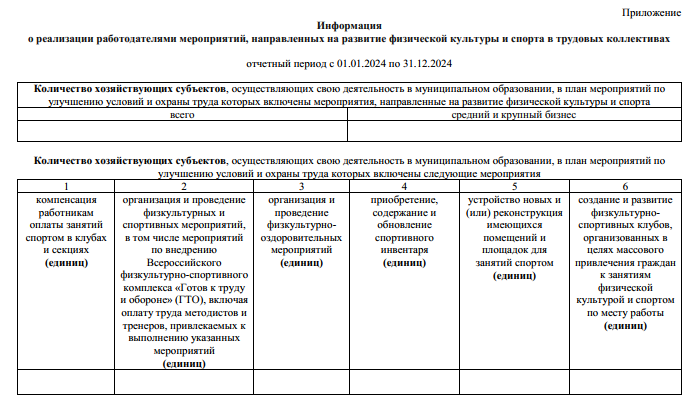 Приложение
Информация
о реализации работодателями мероприятий, направленных на развитие физической культуры и спорта в трудовых коллективах
отчетный период с 01.01.2024 по 31.12.2024
Количество хозяйствующих субъектов, осуществляющих свою деятельность в муниципальном образовании, в план мероприятий по
улучшению условий и охраны труда которых включены мероприятия, направленные на развитие физической культуры и спорта
всего
средний и крупный бизнес
Количество хозяйствующих субъектов, осуществляющих свою деятельность в муниципальном образовании, в план мероприятий по
улучшению условий и охраны труда которых включены следующие мероприятия
1
2
3
4
5
6
компенсация
работникам
оплаты занятий
спортом в клубах
и секциях
(единиц)
организация и проведение
физкультурных и
спортивных мероприятий,
в том числе мероприятий
по внедрению
Всероссийского
физкультурно-спортивного
комплекса «Готов к труду
и обороне» (ГТО), включая
оплату труда методистов и
тренеров, привлекаемых к
выполнению указанных
мероприятий
(единиц)
организация и
проведение
физкультурно-
оздоровительных
мероприятий
(единиц)
приобретение,
содержание и
обновление
спортивного
инвентаря
(единиц)
устройство новых и
(или) реконструкция
имеющихся
помещений и
площадок для
занятий спортом
(единиц)
создание и развитие
физкультурно-
спортивных клубов,
организованных в
целях массового
привлечения граждан
к занятиям
физической
культурой и спортом
по месту работы
(единиц)